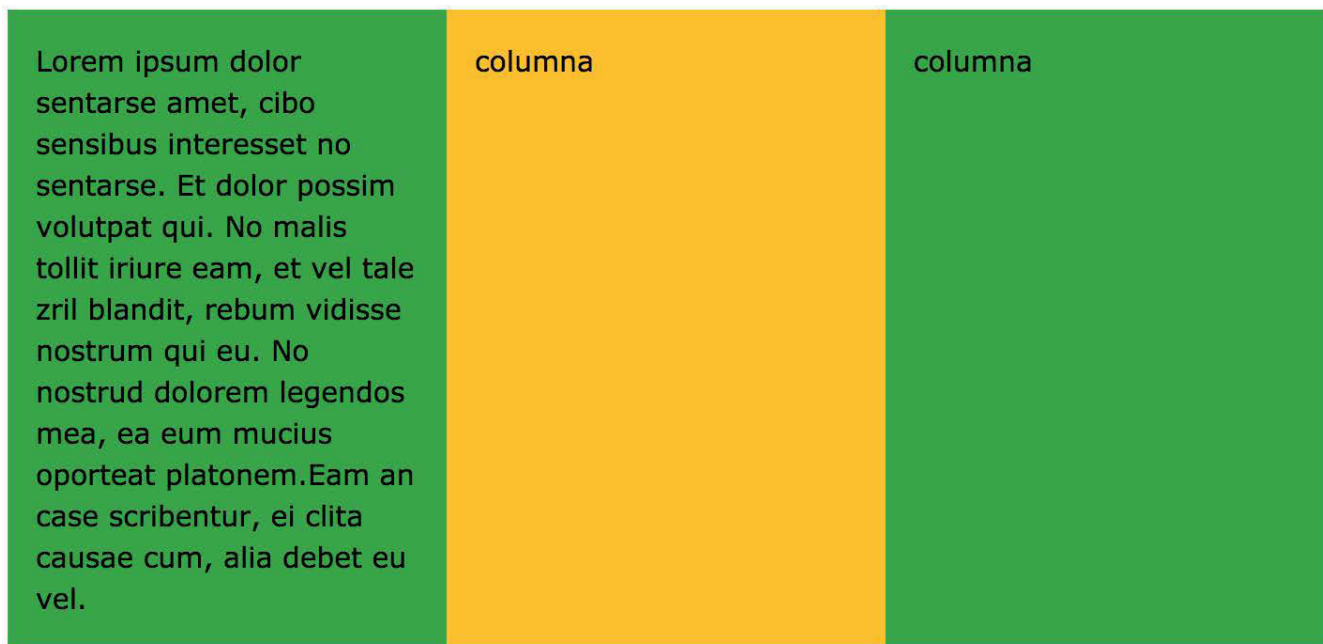 Lorem ipsum dolor
sentarse amet, cibo
sensibus interesset no
sentarse. Et dolor possim
volutpat qui. No malis
tollit iriure eam, et vel tale
zril blandit, rebum vidisse
nostrum qui eu. No
nostrud dolorem legendos
mea, ea eum mucius
oporteat platonem.Eam an
case scribentur, ei clita
causae cum, alia debet eu
vel.
columna
columna